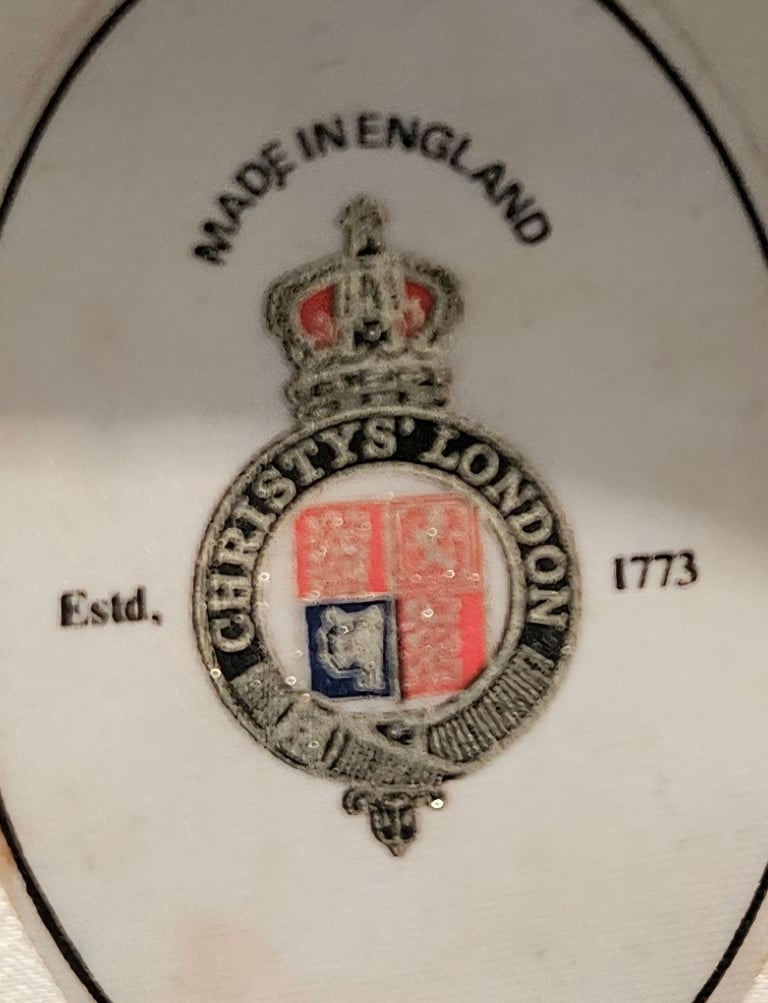 MADE IN ENGLAND
CHRISTYS' LONDON
Estd,
1773